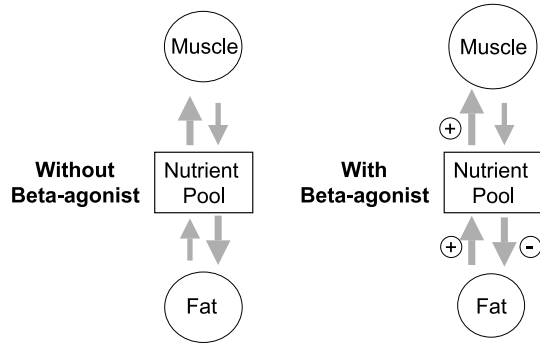 Muscle
Without
Beta-agonist
Nutrient
Pool
Fat
Muscle
+
With
Beta-agonist
Nutrient
Pool
+
-
Fat